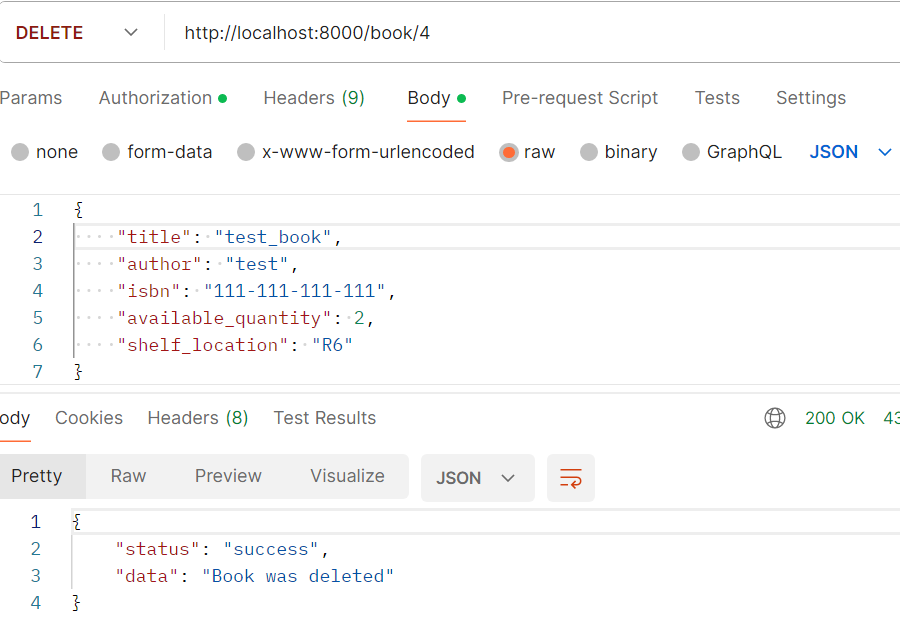 DELETE http://localhost:8000/book/4
Params Authorization Headers (9) Body Pre-request Script Tests Settings
none form-data x-www-form-urlencoded raw binary GraphQL JSON
1 {
2 "title": "test_book",
3 "author": "test",
4 "isbn": "111-111-111-111",
5 "available_quantity": 2,
6 "shelf_location": "R6"
7 }
ody Cookies Headers (8) Test Results 200 OK 43
Pretty Raw Preview Visualize JSON
1 {
2 "status": "success",
3 "data": "Book was deleted"
4 }